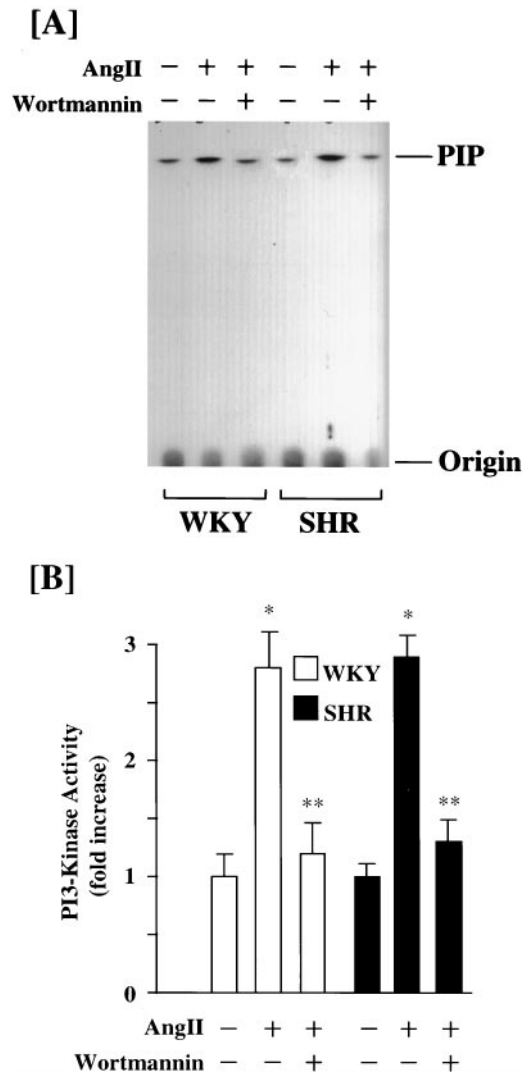 [A]
AngII − + + − + +
Wortmannin − − + − − +
PIP
Origin
WKY SHR
[B]
* *
3
WKY
SHR
2
** **
1
0
PI3-Kinase Activity
(fold increase)
AngII − + + − + +
Wortmannin − − + − − +